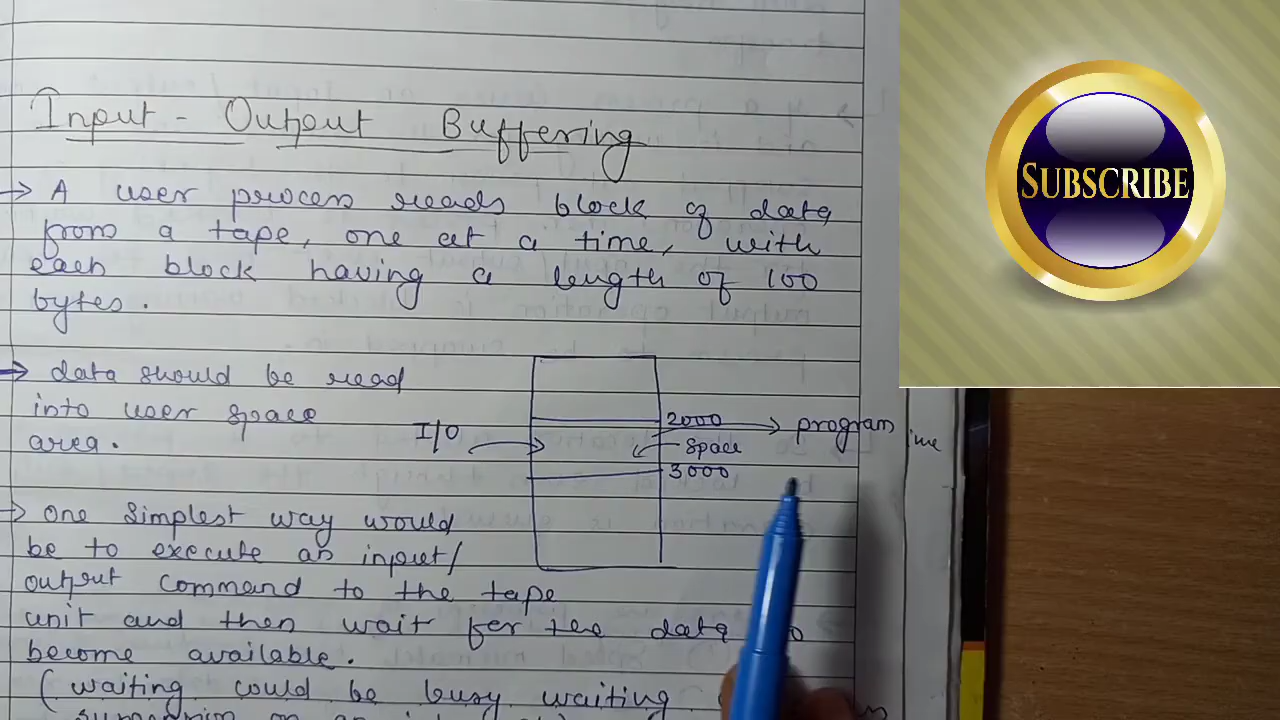 Input - Output Buffering
→ A user process reads block of data
from a tape, one at a time, with
each block having a length of 100
bytes.
→ data should be read
into user space
area.
I/O
2000
→ program
space
3000
→ One simplest way would
be to execute an input/
output command to the tape
unit and then wait for the data
become available.
(waiting could be busy waiting
SUBSCRIBE